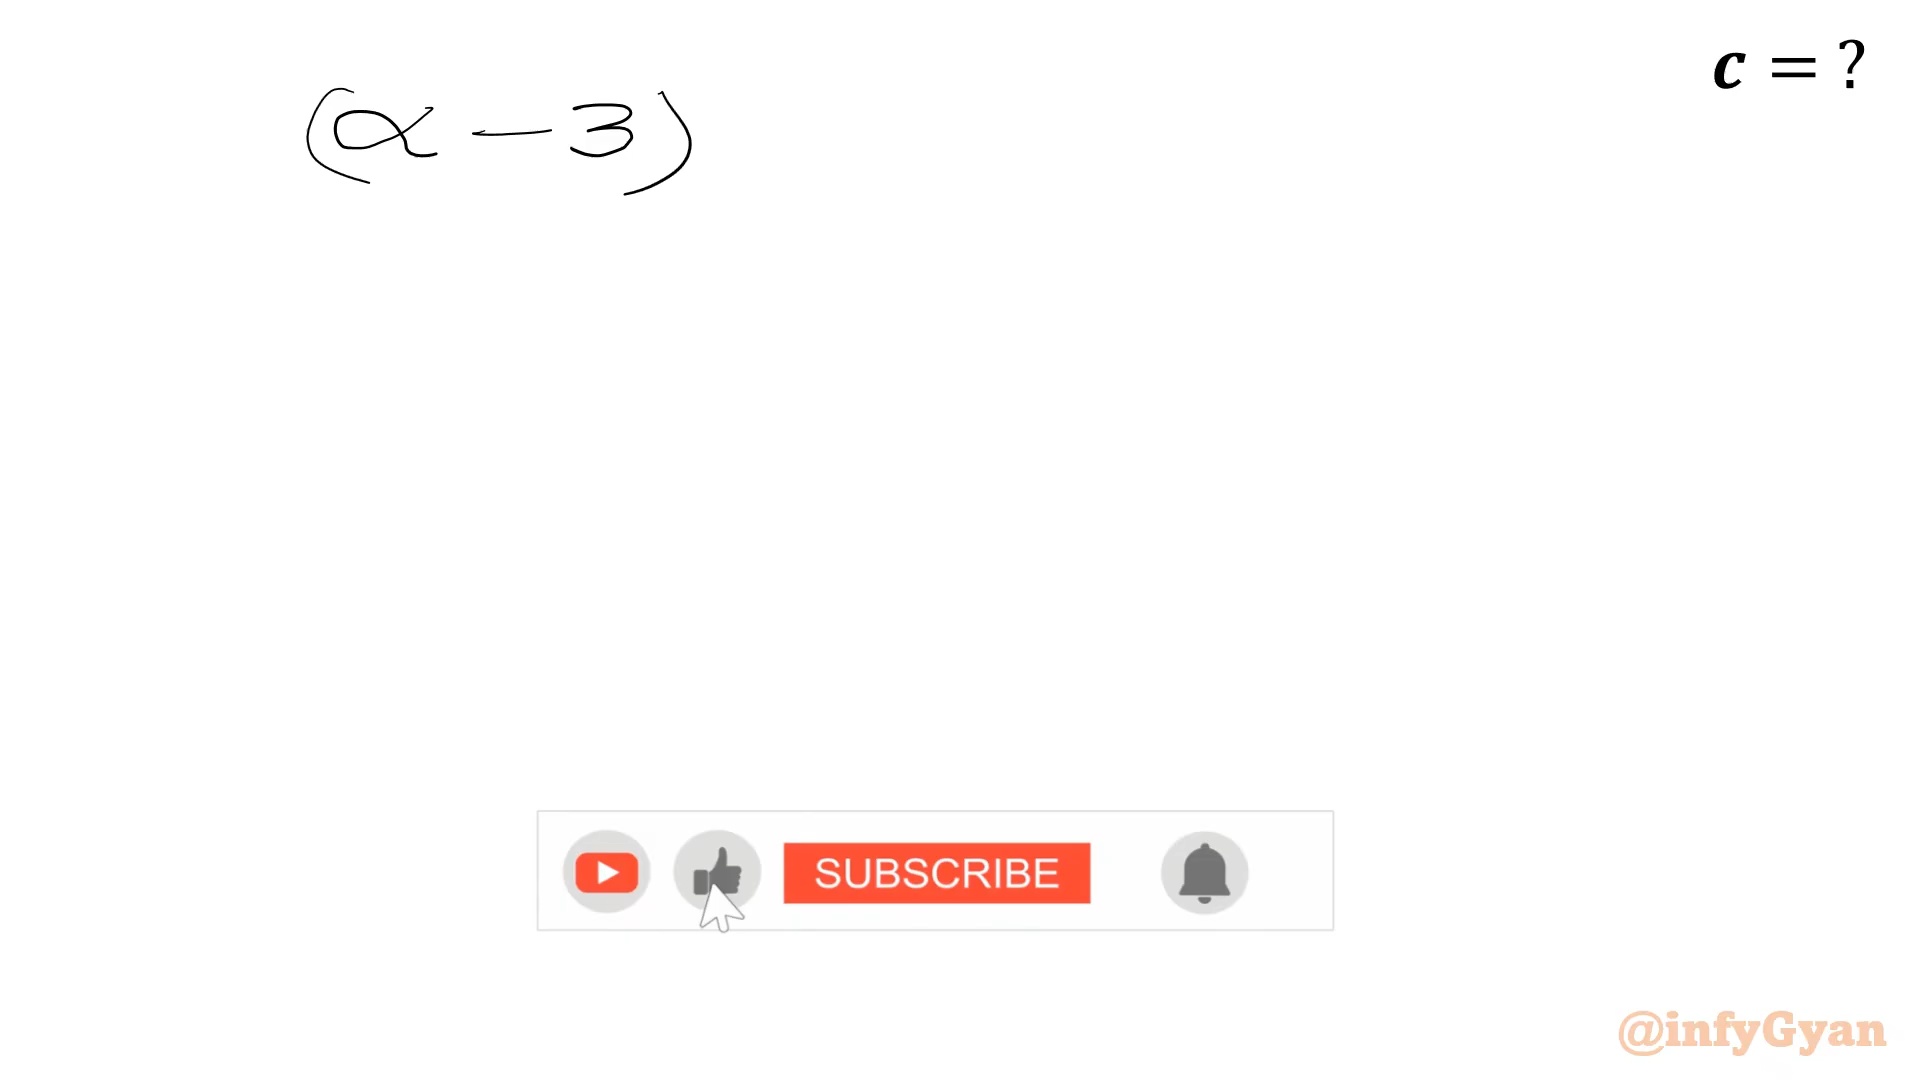 c = ?
(α - 3)
SUBSCRIBE
@infyGyan